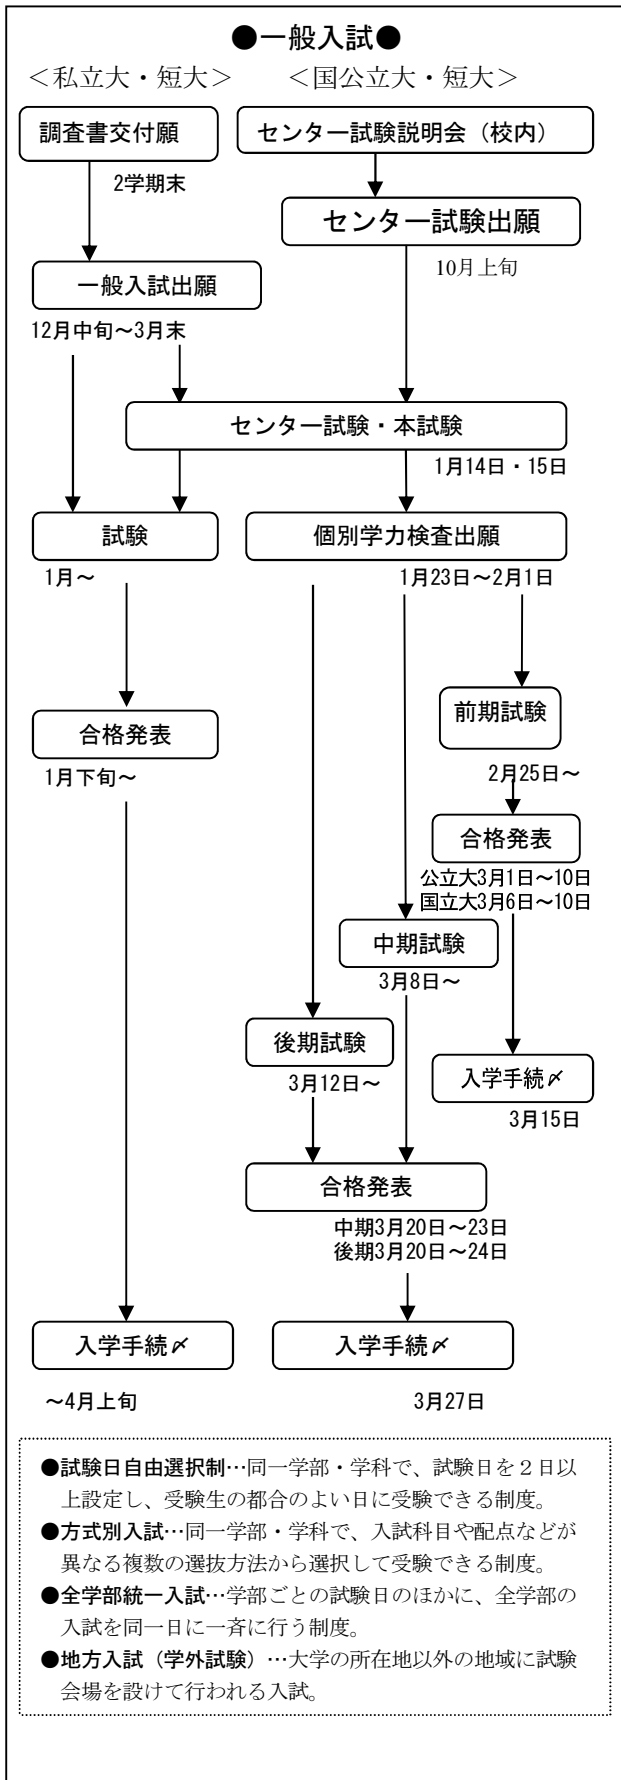 ●一般入試●
＜私立大・短大＞ ＜国公立大・短大＞
調査書交付願 センター試験説明会（校内）
2学期末
センター試験出願
10月上旬
一般入試出願
12月中旬～3月末
センター試験・本試験
1月14日・15日
試験 個別学力検査出願
1月～ 1月23日～2月1日
前期試験
合格発表
1月下旬～ 2月25日～
合格発表
公立大3月1日～10日
国立大3月6日～10日
中期試験
3月8日～
後期試験
3月12日～
入学手続〆
3月15日
合格発表
中期3月20日～23日
後期3月20日～24日
入学手続〆 入学手続〆
～4月上旬 3月27日
●試験日自由選択制…同一学部・学科で、試験日を２日以
上設定し、受験生の都合のよい日に受験できる制度。
●方式別入試…同一学部・学科で、入試科目や配点などが
異なる複数の選抜方法から選択して受験できる制度。
●全学部統一入試…学部ごとの試験日のほかに、全学部の
入試を同一日に一斉に行う制度。
●地方入試（学外試験）…大学の所在地以外の地域に試験
会場を設けて行われる入試。